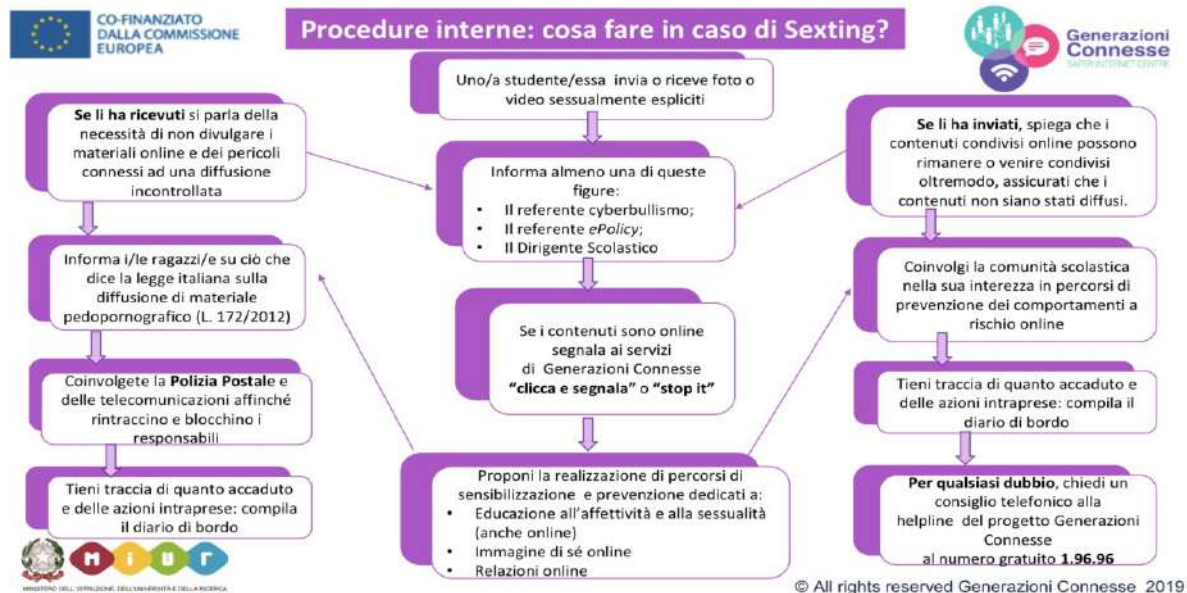 CO-FINANZIATO
DALLA COMMISSIONE
EUROPEA
Procedure interne: cosa fare in caso di Sexting?
Generazioni
Connesse
SAFER INTERNET CENTRE
Uno/a studente/essa invia o riceve foto o
video sessualmente espliciti
Se li ha ricevuti si parla della
necessità di non divulgare i
materiali online e dei pericoli
connessi ad una diffusione
incontrollata
Informa i/le ragazzi/e su ciò che
dice la legge italiana sulla
diffusione di materiale
pedopornografico (L. 172/2012)
Coinvolgete la Polizia Postale e
delle telecomunicazioni affinché
rintraccino e blocchino i
responsabili
Tieni traccia di quanto accaduto
e delle azioni intraprese: compila
il diario di bordo
Informa almeno una di queste
figure:
• Il referente cyberbullismo;
• Il referente ePolicy;
• Il Dirigente Scolastico
Se i contenuti sono online
segnala ai servizi
di Generazioni Connesse
“clicca e segnala” o “stop it”
Proponi la realizzazione di percorsi di
sensibilizzazione e prevenzione dedicati a:
• Educazione all'affettività e alla sessualità
(anche online)
• Immagine di sé online
• Relazioni online
Se li ha inviati, spiega che i
contenuti condivisi online possono
rimanere o venire condivisi
oltremodo, assicurati che i
contenuti non siano stati diffusi.
Coinvolgi la comunità scolastica
nella sua interezza in percorsi di
prevenzione dei comportamenti a
rischio online
Tieni traccia di quanto accaduto e
delle azioni intraprese: compila il
diario di bordo
Per qualsiasi dubbio, chiedi un
consiglio telefonico alla
helpline del progetto Generazioni
Connesse
al numero gratuito 1.96.96
MIUR
MINISTERO DELL'ISTRUZIONE, DELL'UNIVERSITÀ E DELLA RICERCA
© All rights reserved Generazioni Connesse 2019